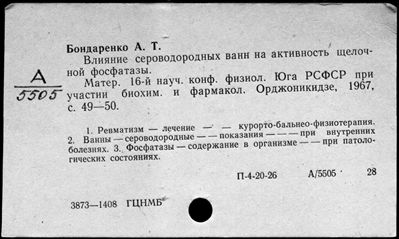 Бондаренко А. Т.
Влияние сероводородных ванн на активность щелоч-
ной фосфатазы.
А
5505
Матер. 16-й науч. конф. физиол. Юга РСФСР при
участии биохим. и фармакол. Орджоникидзе, 1967,
с. 49—50.
1. Ревматизм — лечение — — курорто-бальнео-физиотерапия.
2. Ванны — сероводородные — — показания — — — при внутренних
болезнях. 3. Фосфатазы — содержание в организме — — при патоло-
гических состояниях.
П-4-20-26 А/5505 28
3873—1408 ГЦНМБ